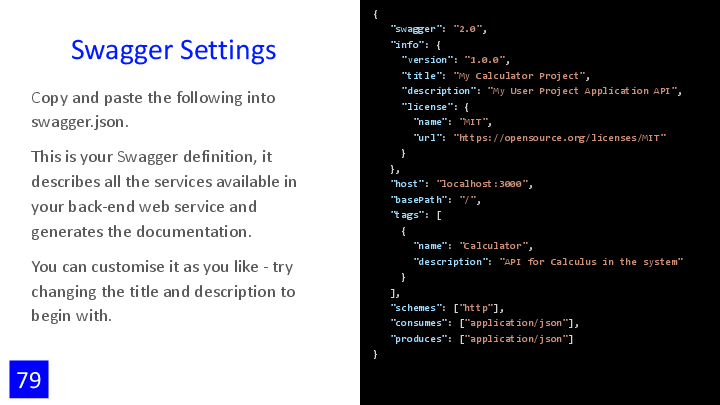 Swagger Settings
Copy and paste the following into
swagger.json.
This is your Swagger definition, it
describes all the services available in
your back-end web service and
generates the documentation.
You can customise it as you like - try
changing the title and description to
begin with.
79
{
"swagger": "2.0",
"info": {
"version": "1.0.0",
"title": "My Calculator Project",
"description": "My User Project Application API",
"license": {
"name": "MIT",
"url": "https://opensource.org/licenses/MIT"
}
},
"host": "localhost:3000",
"basePath": "/",
"tags": [
{
"name": "Calculator",
"description": "API for Calculus in the system"
}
],
"schemes": ["http"],
"consumes": ["application/json"],
"produces": ["application/json"]
}